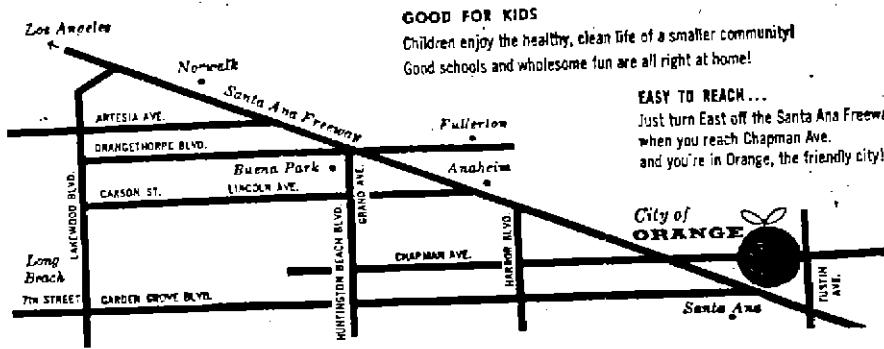 GOOD FOR KIDS
Children enjoy the healthy, clean life of a smaller community!
Good schools and wholesome fun are all right at home!
EASY TO REACH...
Just turn East off the Santa Ana Freewa
when you reach Chapman Ave.
and you're in Orange, the friendly city!
Los Angeles
Norwalk
Santa Ana Freeway
ARTESIA AVE.
ORANGETHORPE BLVD.
Fullerton
Buena Park
Anaheim
CARSON ST.
LINCOLN AVE.
LAKEWOOD BLVD.
GRAND AVE.
HUNTINGTON BEACH BLVD.
HARBOR BLVD.
City of
ORANGE
CHAPMAN AVE.
Long
Beach
7TH STREET
GARDEN GROVE BLVD.
Santa Ana
TUSTIN
AVE.